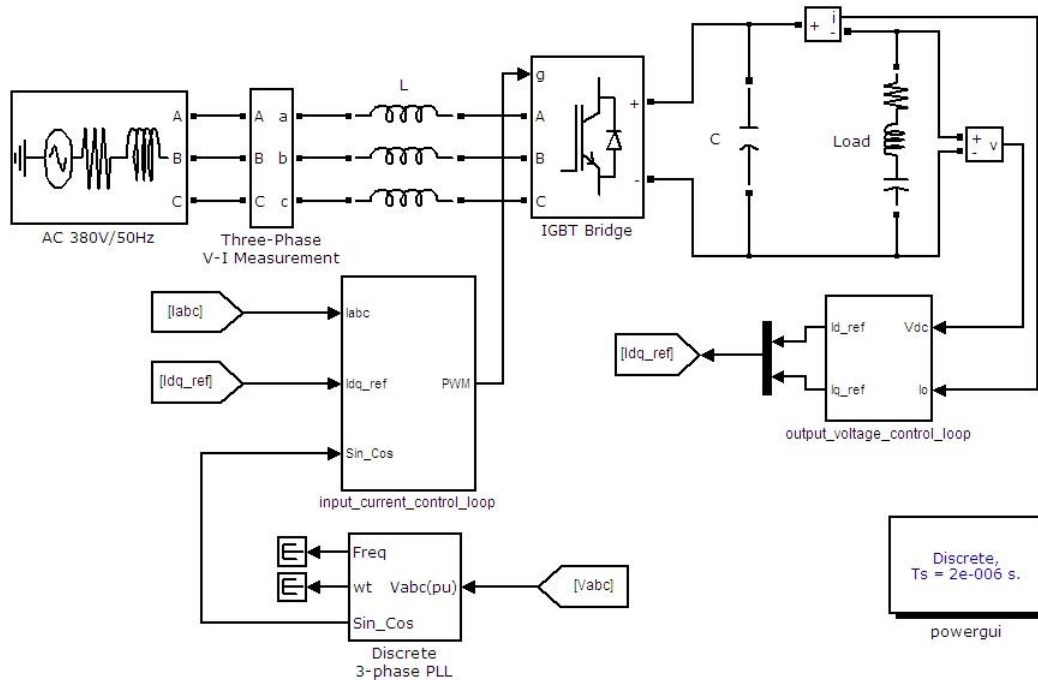 A
B
C
AC 380V/50Hz
A a
B b
C c
Three-Phase
V-I Measurement
L
g
A
B
C
+
-
IGBT Bridge
C
+ i
-
Load
+
- v
[Iabc]
[Idq_ref]
Iabc
Idq_ref
Sin_Cos
PWM
input_current_control_loop
[Idq_ref]
Id_ref
Iq_ref
Vdc
Io
output_voltage_control_loop
Freq
wt
Sin_Cos
Vabc(pu)
Discrete
3-phase PLL
[Vabc]
Discrete,
Ts = 2e-006 s.
powergui